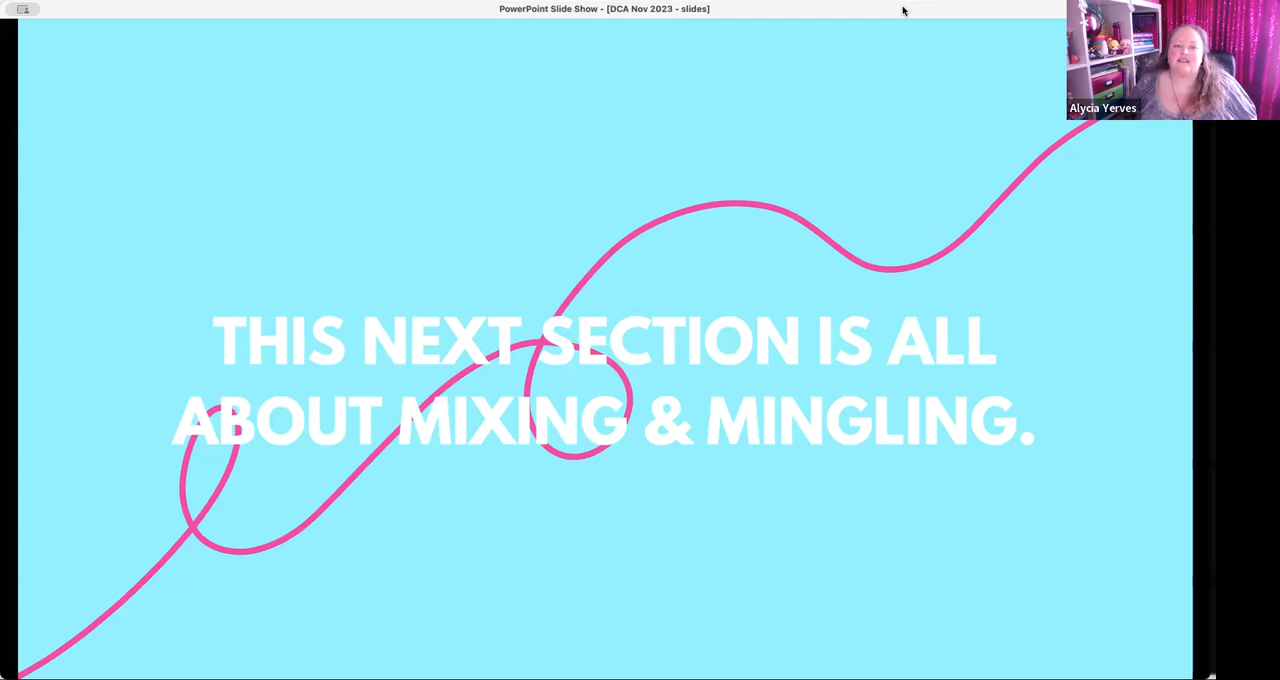 PowerPoint Slide Show - [DCA Nov 2023 - slides]
Alycia Yerves
THIS NEXT SECTION IS ALL
ABOUT MIXING & MINGLING.